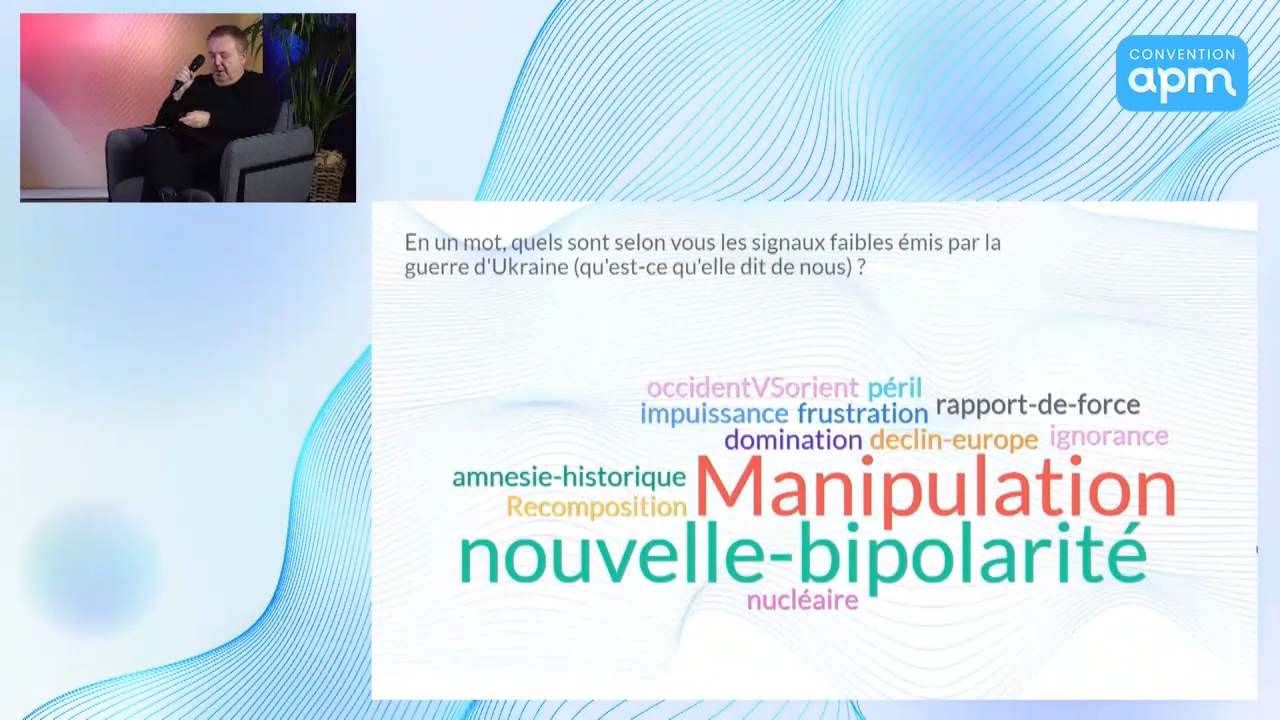 CONVENTION
apm
En un mot, quels sont selon vous les signaux faibles émis par la
guerre d'Ukraine (qu'est-ce qu'elle dit de nous) ?
occidentVSorient péril
impuissance frustration rapport-de-force
domination declin-europe ignorance
amnesie-historique Manipulation
Recomposition
nouvelle-bipolarité
nucléaire